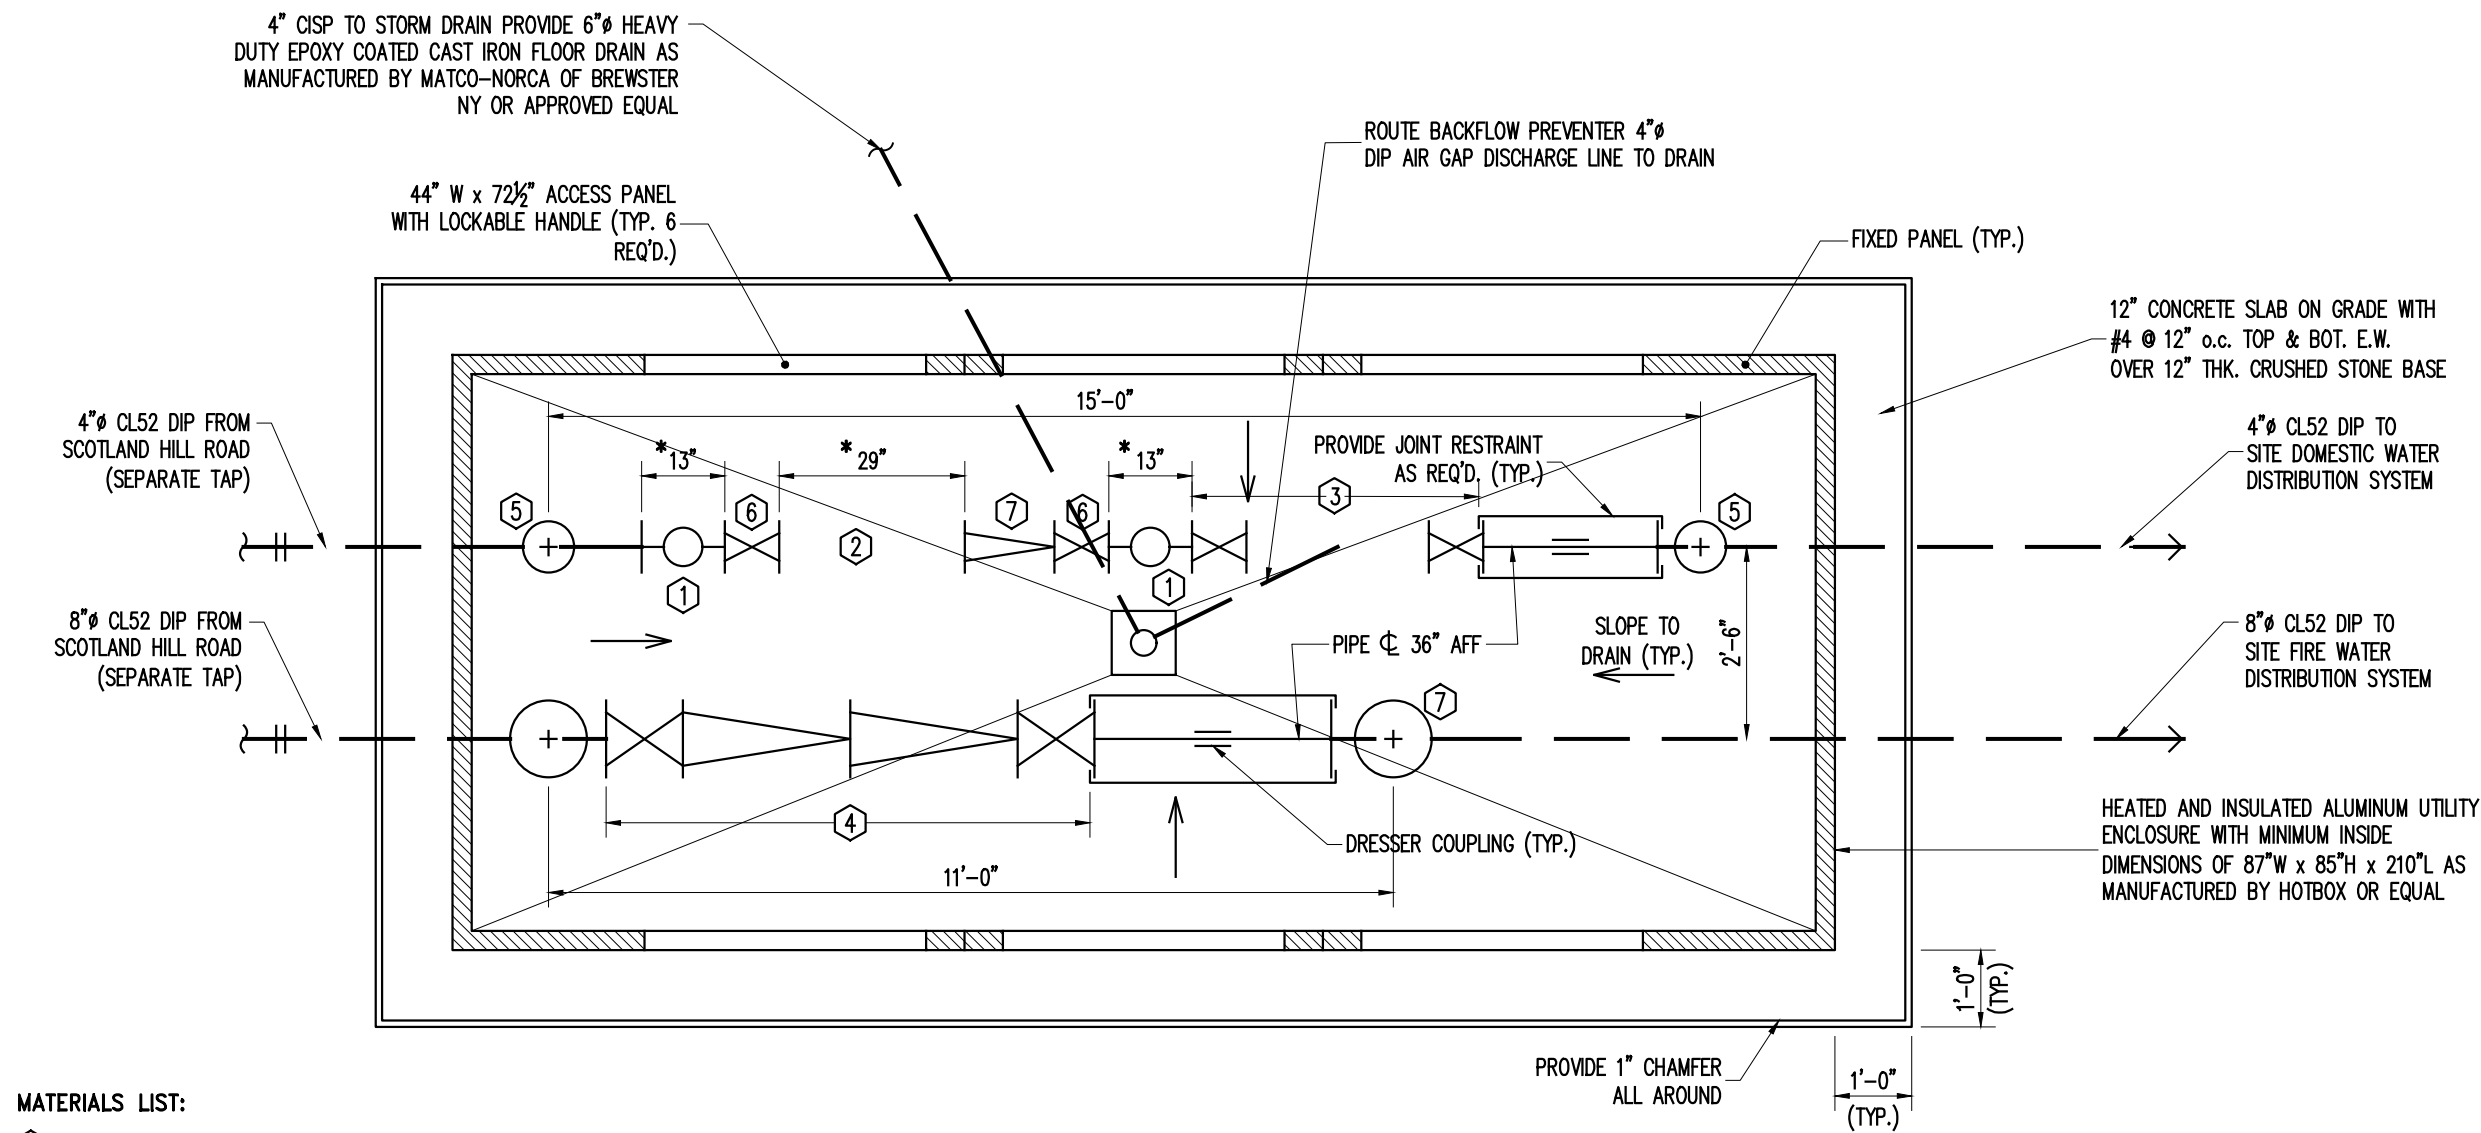 4"ø CISP TO STORM DRAIN PROVIDE 6"ø HEAVY
DUTY EPOXY COATED CAST IRON FLOOR DRAIN AS
MANUFACTURED BY MATCO-NORCA OF BREWSTER
NY OR APPROVED EQUAL
ROUTE BACKFLOW PREVENTER 4"ø
DIP AIR GAP DISCHARGE LINE TO DRAIN
44" W x 72½" ACCESS PANEL
WITH LOCKABLE HANDLE (TYP. 6
REQ'D.)
FIXED PANEL (TYP.)
12" CONCRETE SLAB ON GRADE WITH
#4 @ 12" o.c. TOP & BOT. E.W.
OVER 12" THK. CRUSHED STONE BASE
15'-0"
4"ø CL52 DIP FROM
SCOTLAND HILL ROAD
(SEPARATE TAP)
* 13"
* 29"
* 13"
PROVIDE JOINT RESTRAINT
AS REQ'D. (TYP.)
4"ø CL52 DIP TO
SITE DOMESTIC WATER
DISTRIBUTION SYSTEM
5
6
7
6
3
5
2
1
1
8"ø CL52 DIP FROM
SCOTLAND HILL ROAD
(SEPARATE TAP)
PIPE ℄ 36" AFF
SLOPE TO
DRAIN (TYP.)
2'-6"
8"ø CL52 DIP TO
SITE FIRE WATER
DISTRIBUTION SYSTEM
7
4
DRESSER COUPLING (TYP.)
11'-0"
HEATED AND INSULATED ALUMINUM UTILITY
ENCLOSURE WITH MINIMUM INSIDE
DIMENSIONS OF 87"W x 85"H x 210"L AS
MANUFACTURED BY HOTBOX OR EQUAL
1'-0"
(TYP.)
PROVIDE 1" CHAMFER
ALL AROUND
1'-0"
(TYP.)
MATERIALS LIST: